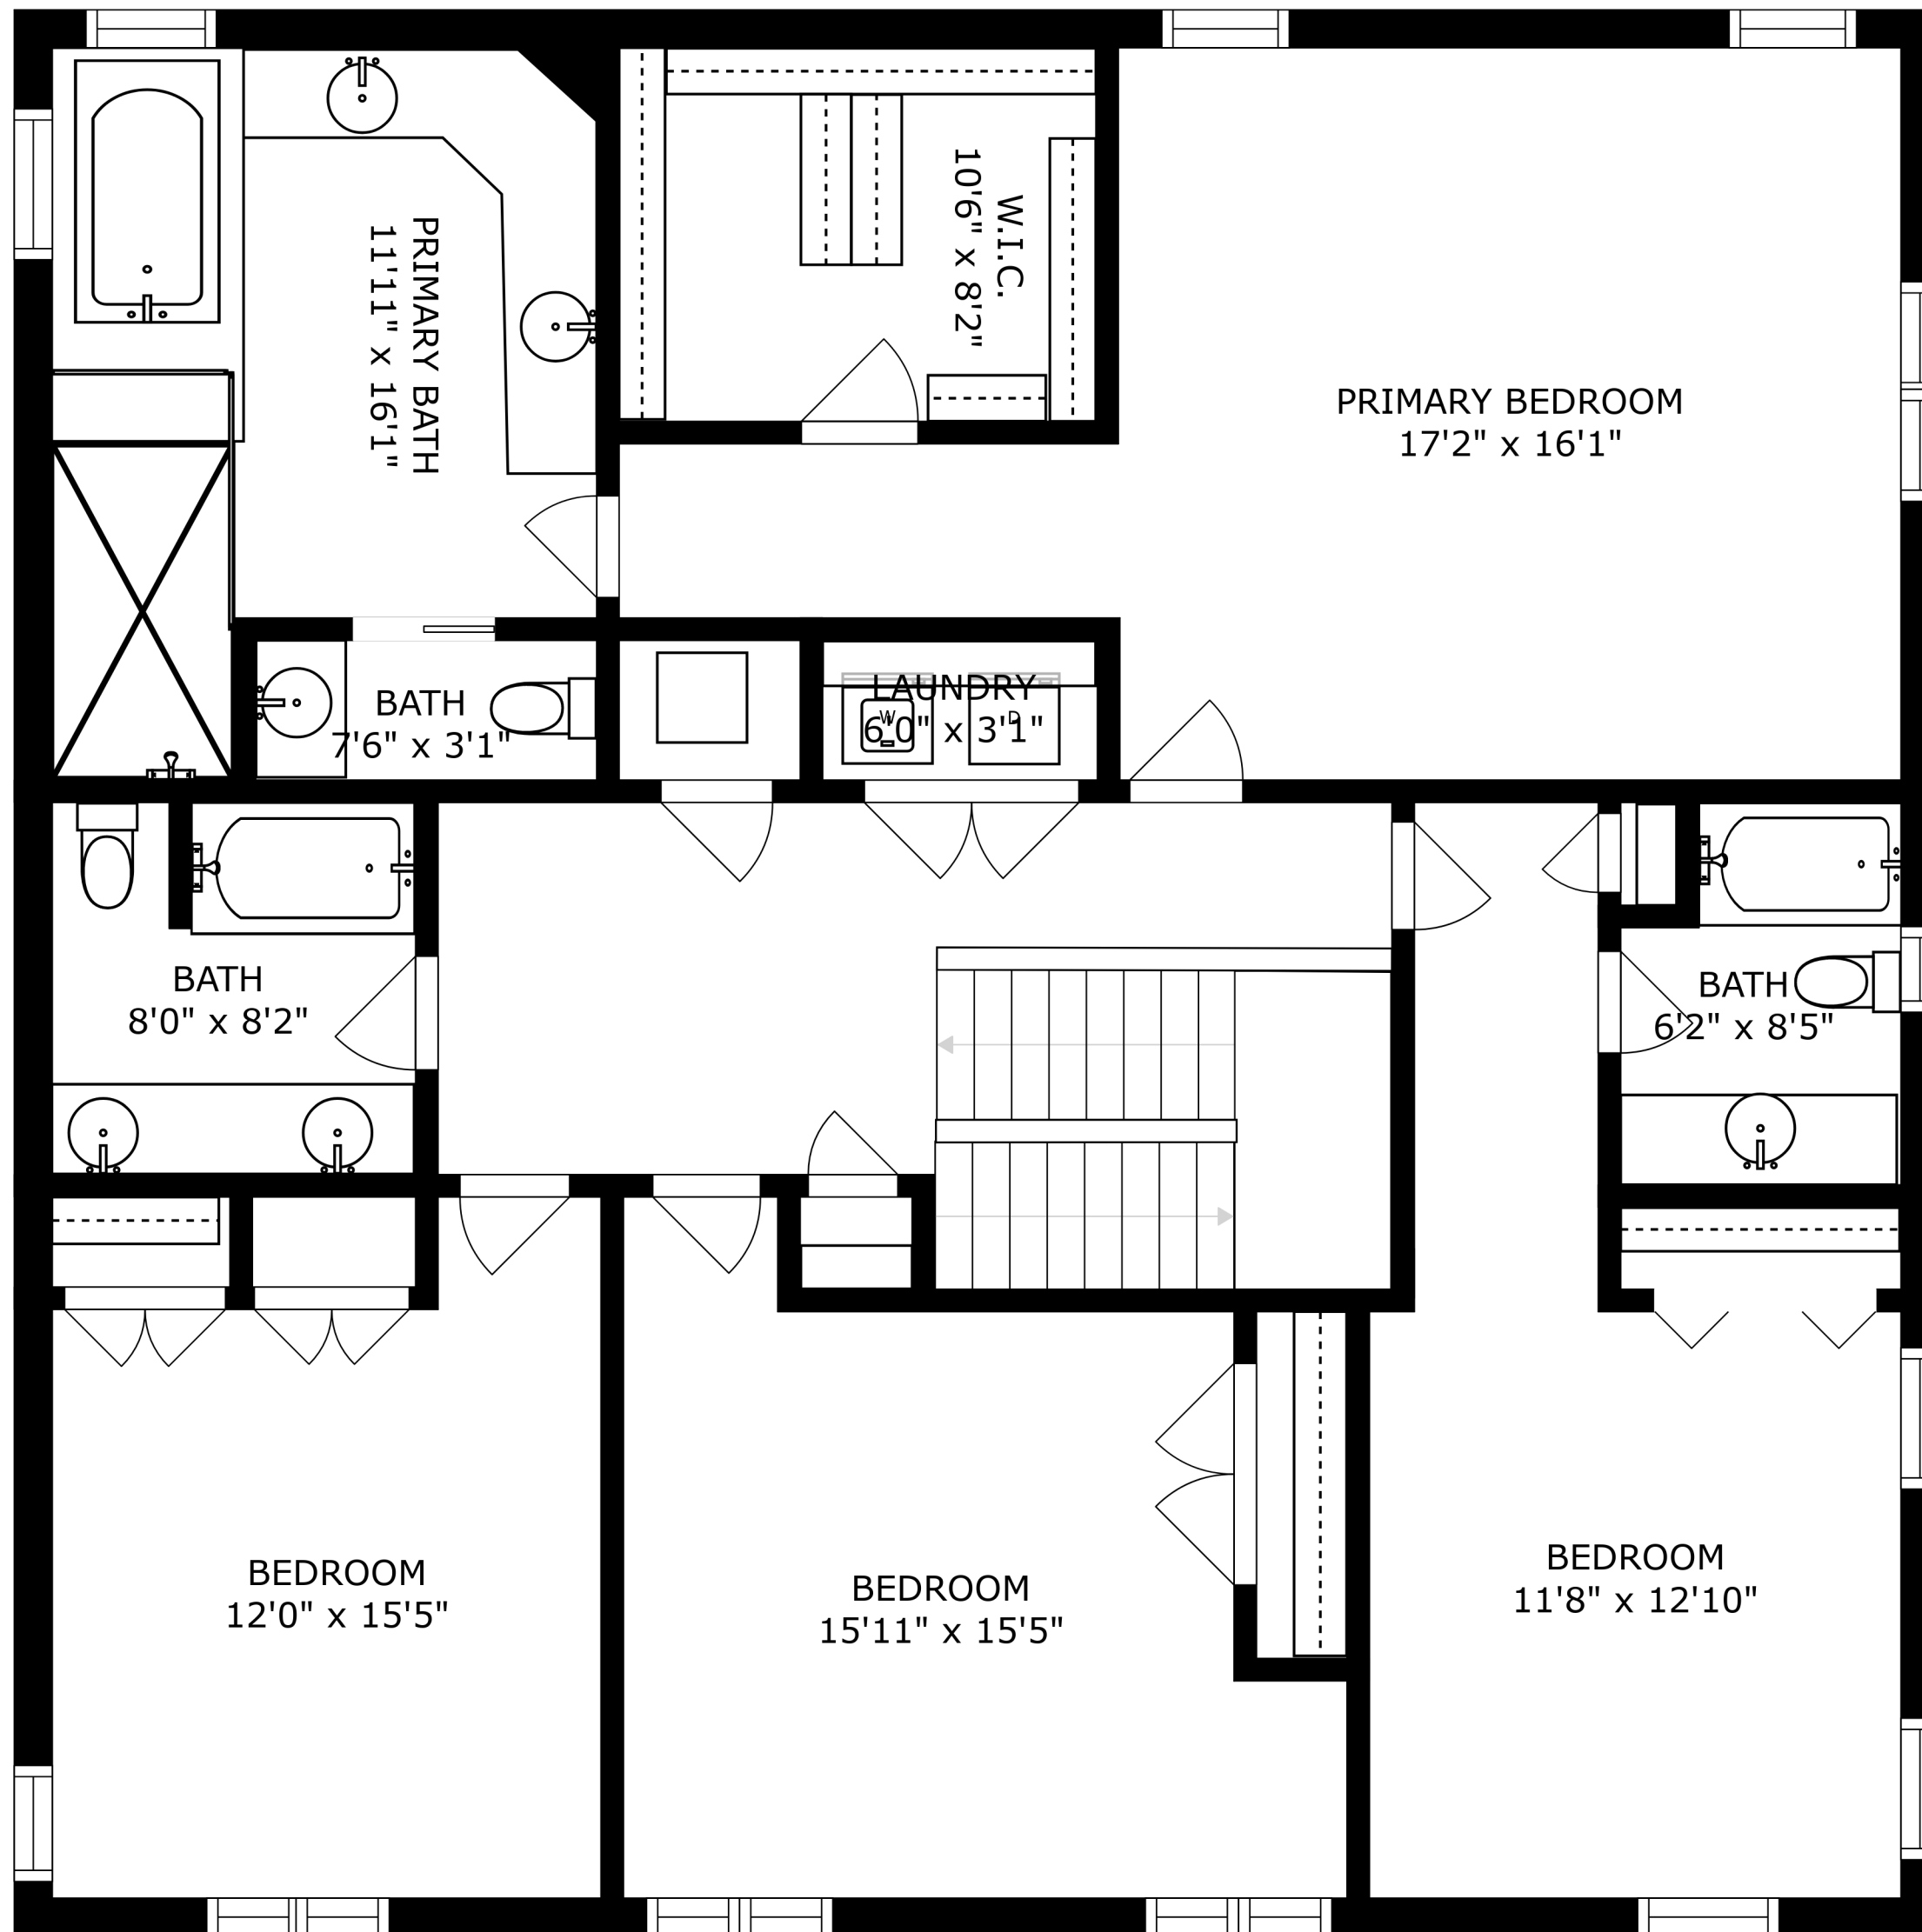 PRIMARY BATH
11'11" x 16'1"
W.I.C.
10'6" x 8'2"
PRIMARY BEDROOM
17'2" x 16'1"
BATH
7'6" x 3'1"
LAUNDRY
6'0" x 3'1"
W
D
BATH
8'0" x 8'2"
BATH
6'2" x 8'5"
BEDROOM
12'0" x 15'5"
BEDROOM
15'11" x 15'5"
BEDROOM
11'8" x 12'10"